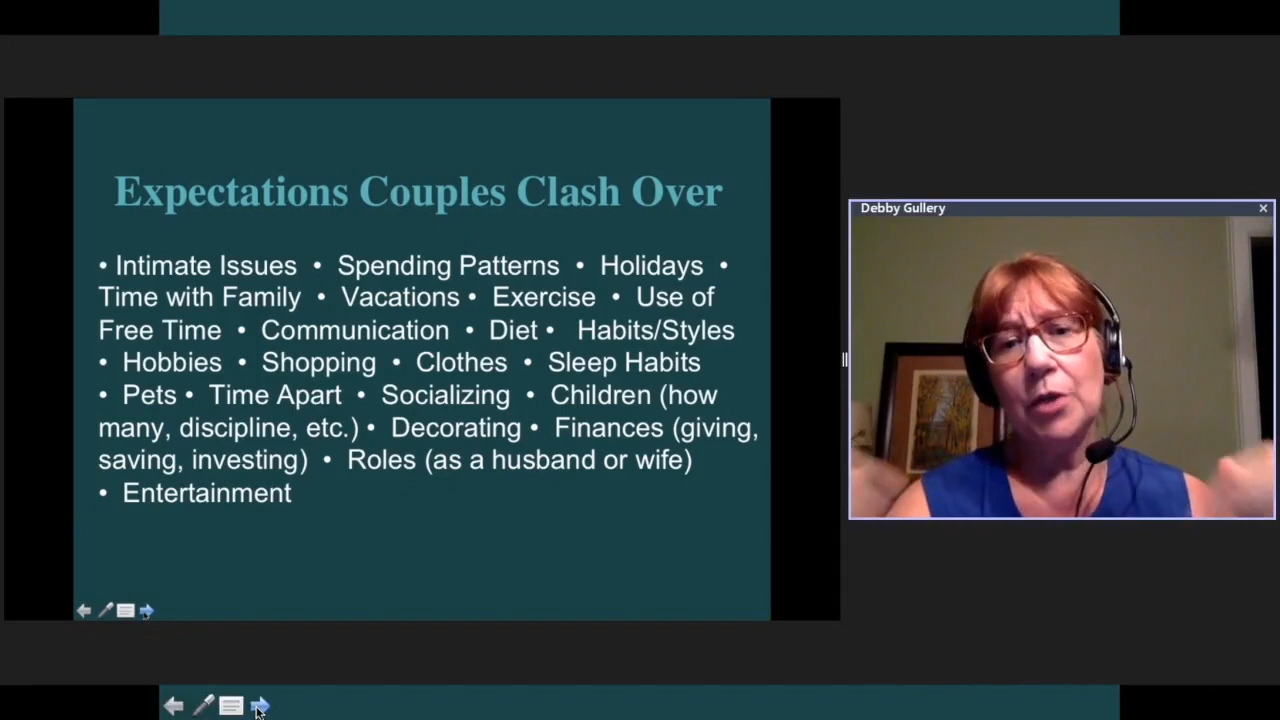 Expectations Couples Clash Over
• Intimate Issues • Spending Patterns • Holidays •
Time with Family • Vacations • Exercise • Use of
Free Time • Communication • Diet • Habits/Styles
• Hobbies • Shopping • Clothes • Sleep Habits
• Pets • Time Apart • Socializing • Children (how
many, discipline, etc.) • Decorating • Finances (giving,
saving, investing) • Roles (as a husband or wife)
• Entertainment
Debby Gullery